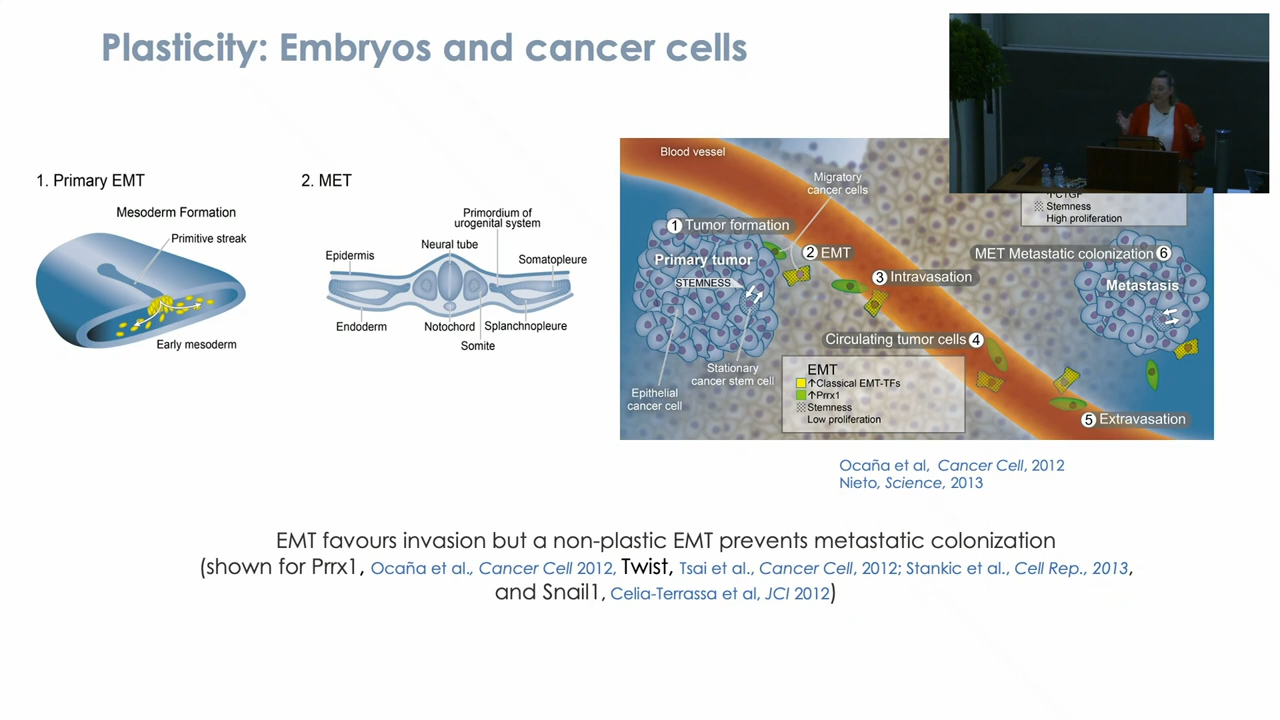 Plasticity: Embryos and cancer cells
1. Primary EMT
Mesoderm Formation
Primitive streak
Early mesoderm
2. MET
Primordium of
urogenital system
Neural tube
Epidermis
Somatopleure
Endoderm
Notochord
Splanchnopleure
Somite
Blood vessel
Migratory
cancer cells
1 Tumor formation
Primary tumor
STEMNESS
2 EMT
3 Intravasation
Circulating tumor cells 4
Stationary
cancer stem cell
Epithelial
cancer cell
EMT
↑Classical EMT-TFs
↑Prrx1
Stemness
Low proliferation
5 Extravasation
Stemness
High proliferation
MET Metastatic colonization 6
Metastasis
Ocaña et al, Cancer Cell, 2012
Nieto, Science, 2013
EMT favours invasion but a non-plastic EMT prevents metastatic colonization
(shown for Prrx1, Ocaña et al., Cancer Cell 2012, Twist, Tsai et al., Cancer Cell, 2012; Stankic et al., Cell Rep., 2013,
and Snail1, Celia-Terrassa et al, JCI 2012)